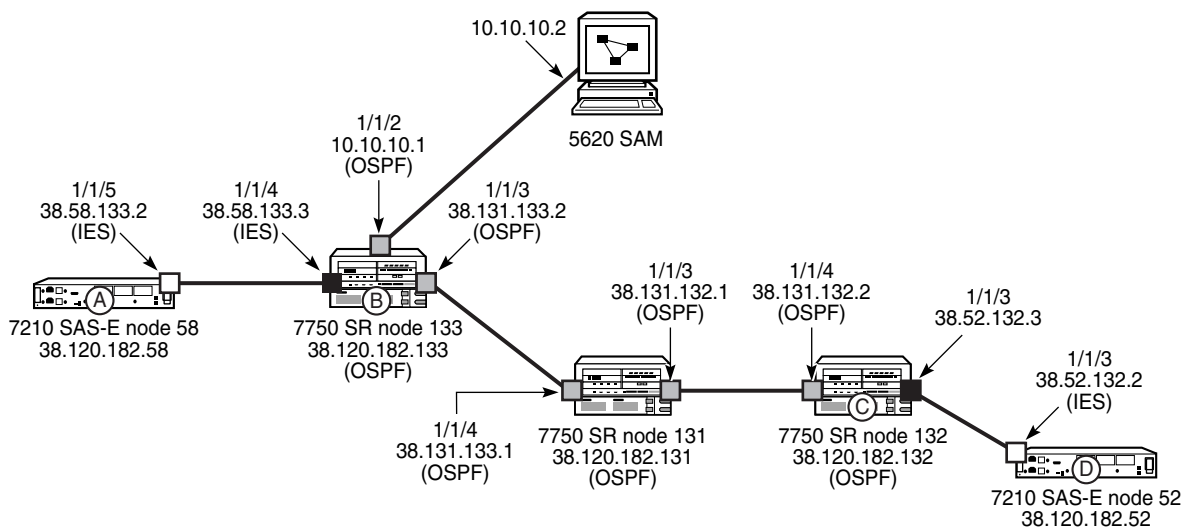 10.10.10.2
5620 SAM
1/1/2
10.10.10.1
(OSPF)
1/1/5
38.58.133.2
(IES)
1/1/4
38.58.133.3
(IES)
1/1/3
38.131.133.2
(OSPF)
A
7210 SAS-E node 58
38.120.182.58
B
7750 SR node 133
38.120.182.133
(OSPF)
1/1/3
38.131.132.1
(OSPF)
1/1/4
38.131.132.2
(OSPF)
1/1/3
38.52.132.3
1/1/3
38.52.132.2
(IES)
1/1/4
38.131.133.1
(OSPF)
7750 SR node 131
38.120.182.131
(OSPF)
C
7750 SR node 132
38.120.182.132
(OSPF)
D
7210 SAS-E node 52
38.120.182.52